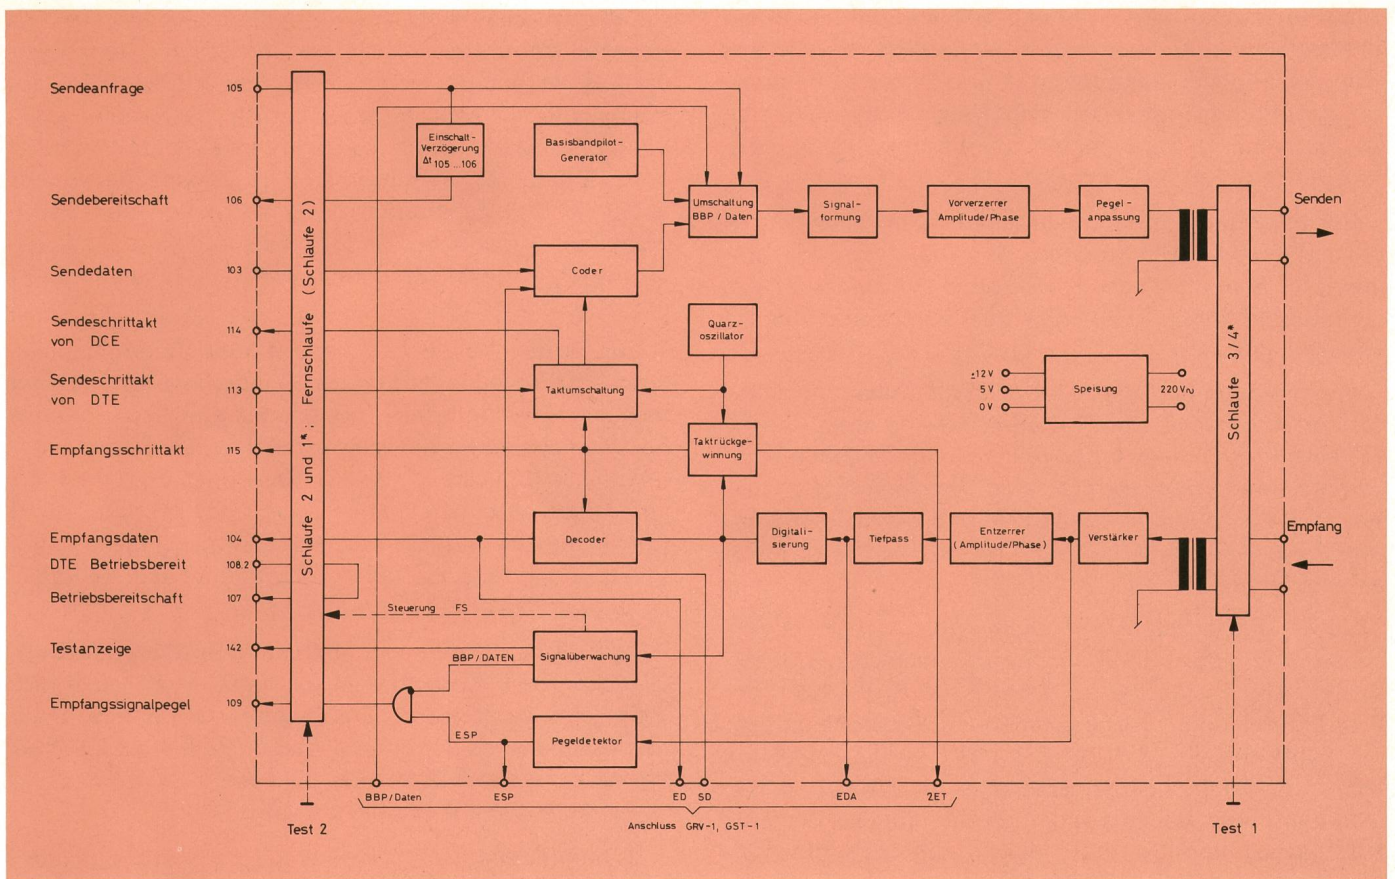 Sendeanfrage 105
Sendebereitschaft 106
Sendedaten 103
Sendeschrittakt
von DCE
114
Sendeschrittakt
von DTE
113
Empfangsschrittakt 115
Empfangsdaten 104
DTE Betriebsbereit 108.2
Betriebsbereitschaft 107
Testanzeige 142
Empfangssignalpegel 109
Schlaufe 2 und 1*; Fernschlaufe (Schlaufe 2)
Einschalt-
Verzögerung
Δt 105 ... 106
Basisbandpilot-
Generator
Umschaltung
BBP / Daten
Signal-
formung
Vorverzerrer
Amplitude/Phase
Pegel-
anpassung
Senden
Coder
Quarz-
oszillator
Taktumschaltung
±12 V
5 V
0 V
Speisung
220 V~
Schlaufe 3/4*
Taktrückge-
winnung
Decoder
Digitali-
sierung
Tiefpass
Entzerrer
(Amplitude/Phase)
Verstärker
Empfang
Steuerung FS
BBP/DATEN
Signalüberwachung
ESP
Pegeldetektor
BBP/Daten ESP ED SD EDA 2ET
Anschluss GRV-1, GST-1
Test 2
Test 1